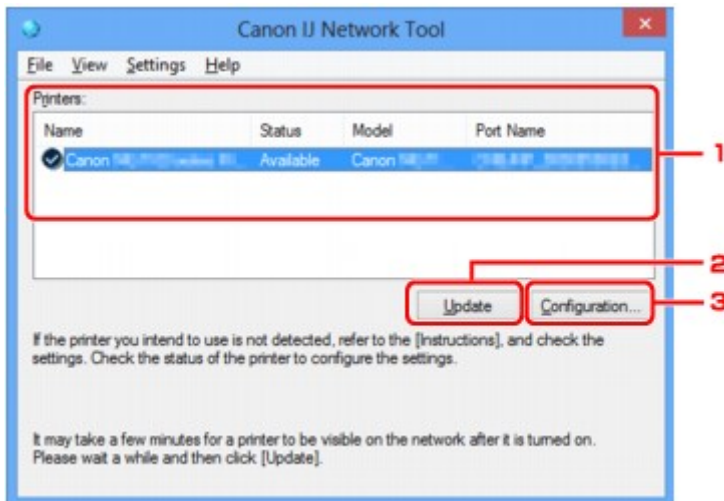 Canon IJ Network Tool
File View Settings Help
Printers:
Name Status Model Port Name
Canon Available Canon
1
2
3
Update Configuration...
If the printer you intend to use is not detected, refer to the [Instructions], and check the
settings. Check the status of the printer to configure the settings.
It may take a few minutes for a printer to be visible on the network after it is turned on.
Please wait a while and then click [Update].